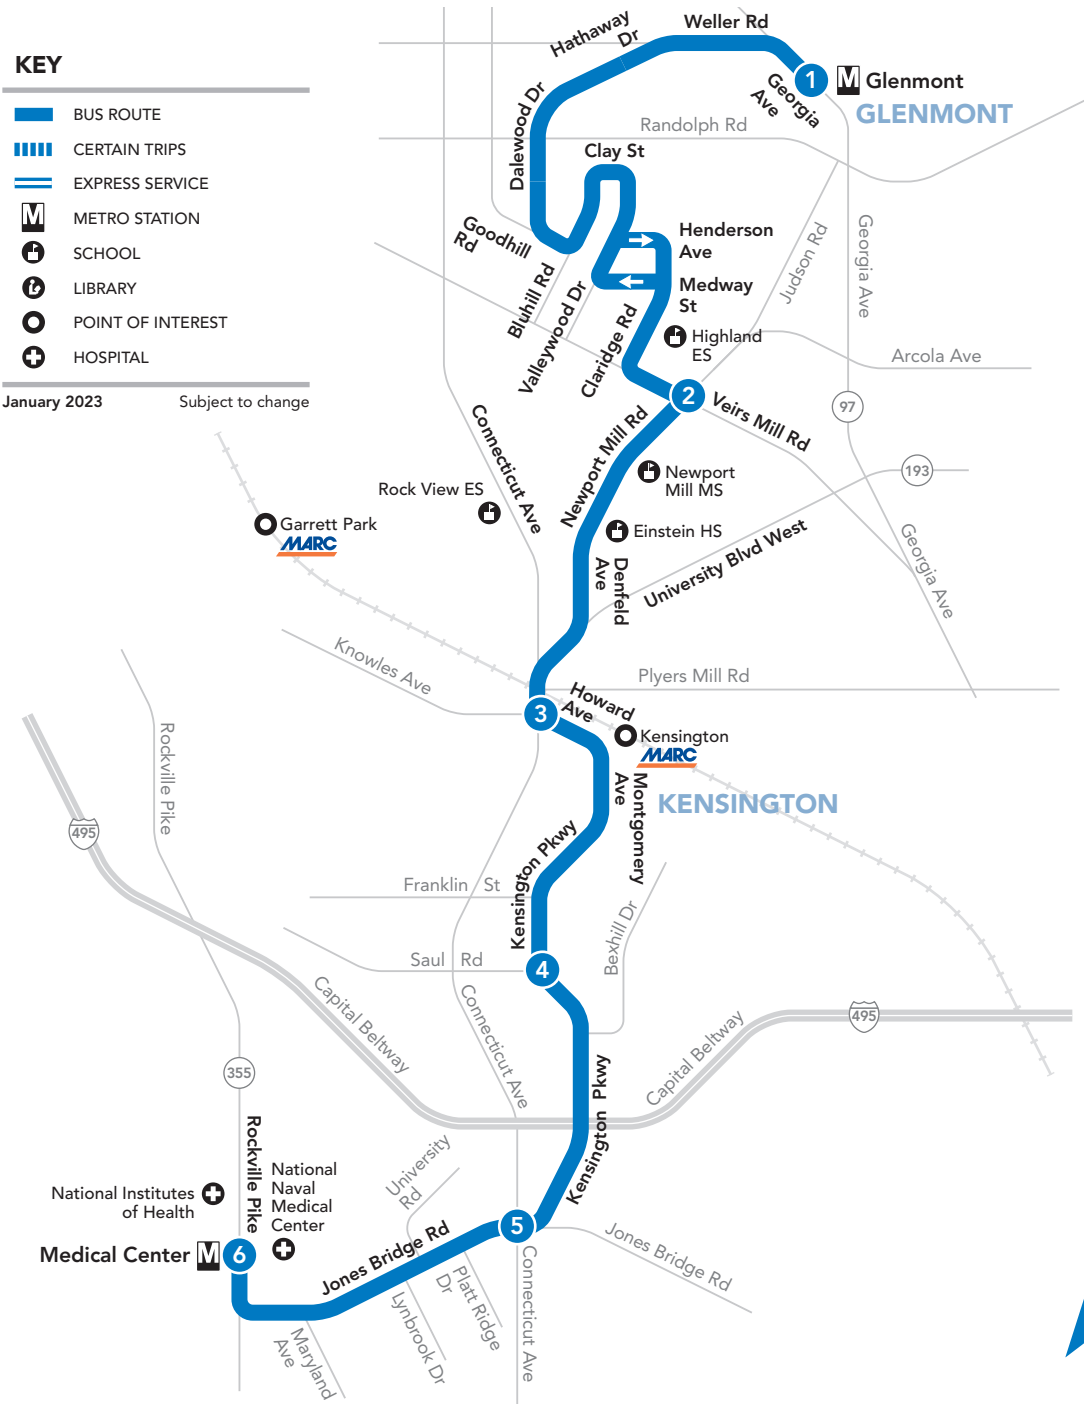 KEY
BUS ROUTE
CERTAIN TRIPS
EXPRESS SERVICE
M METRO STATION
SCHOOL
LIBRARY
POINT OF INTEREST
HOSPITAL
January 2023 Subject to change
Weller Rd
Hathaway
Dr
1
M Glenmont
GLENMONT
Georgia
Ave
Randolph Rd
Dalewood Dr
Clay St
Goodhill
Rd
Henderson
Ave
Medway
St
Judson Rd
Georgia Ave
Bluhill Rd
Valleywood Dr
Claridge Rd
Highland
ES
Arcola Ave
2
Veirs Mill Rd
97
Connecticut Ave
Newport Mill Rd
Newport
Mill MS
193
Rock View ES
Garrett Park
MARC
Einstein HS
University Blvd West
Georgia Ave
Denfeld
Ave
Knowles Ave
Plyers Mill Rd
3
Howard
Ave
Kensington
MARC
KENSINGTON
Rockville Pike
Montgomery
Ave
495
Kensington Pkwy
Franklin St
Bexhill Dr
Saul Rd
4
Capital Beltway
Connecticut Ave
495
Capital Beltway
355
Kensington Pkwy
Rockville Pike
University
Rd
National Institutes
of Health
National
Naval
Medical
Center
Medical Center M
6
5
Jones Bridge Rd
Jones Bridge Rd
Platt Ridge
Dr
Lynbrook Dr
Connecticut Ave
Maryland
Ave